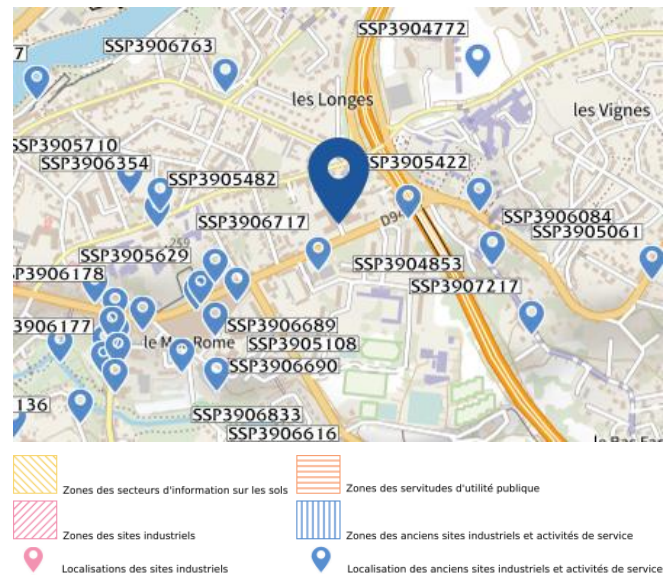 7
SSP3906763
SSP3904772
les Longes
les Vignes
SSP3905710
SSP3906354
SSP3905422
SSP3905482
SSP3906717
SSP3906084
SSP3905061
259
SSP3905629
SSP3904853
SSP3906178
SSP3907217
SSP3906177
SSP3906689
SSP3905108
SSP3906690
136
SSP3906833
SSP3906616
Zones des secteurs d'information sur les sols
Zones des servitudes d'utilité publique
Zones des sites industriels
Zones des anciens sites industriels et activités de service
Localisations des sites industriels
Localisation des anciens sites industriels et activités de service